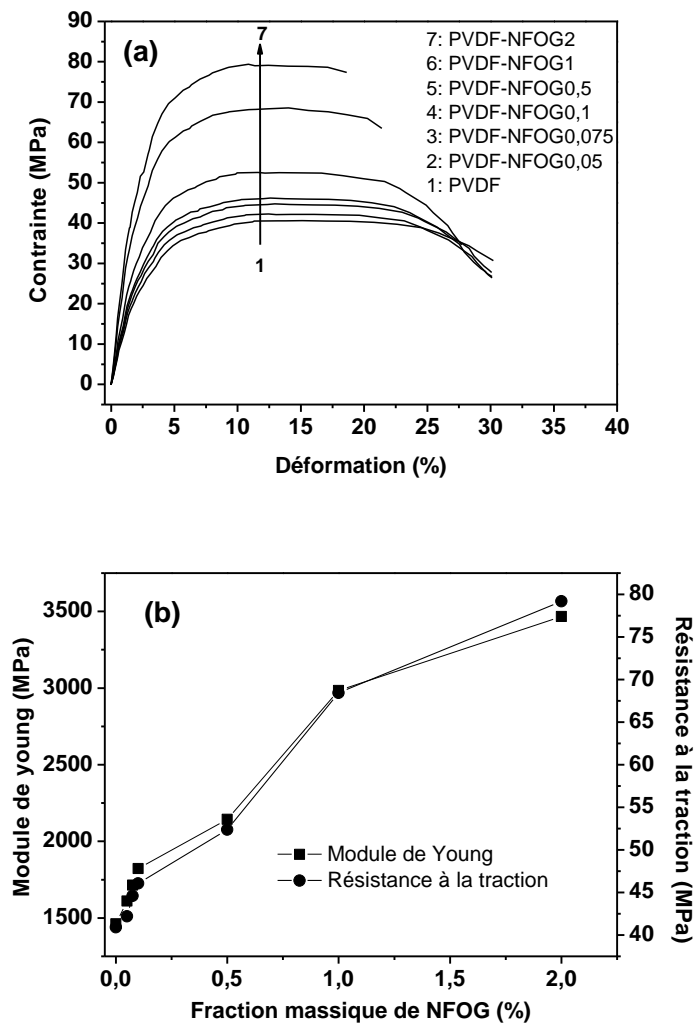 (a)
7
7: PVDF-NFOG2
6: PVDF-NFOG1
5: PVDF-NFOG0,5
4: PVDF-NFOG0,1
3: PVDF-NFOG0,075
2: PVDF-NFOG0,05
1: PVDF
1
Contrainte (MPa)
90
80
70
60
50
40
30
20
10
0
0 5 10 15 20 25 30 35 40
Déformation (%)
(b)
Module de young (MPa)
3500
3000
2500
2000
1500
Résistance à la traction (MPa)
80
75
70
65
60
55
50
45
40
Module de Young
Résistance à la traction
0,0 0,5 1,0 1,5 2,0
Fraction massique de NFOG (%)